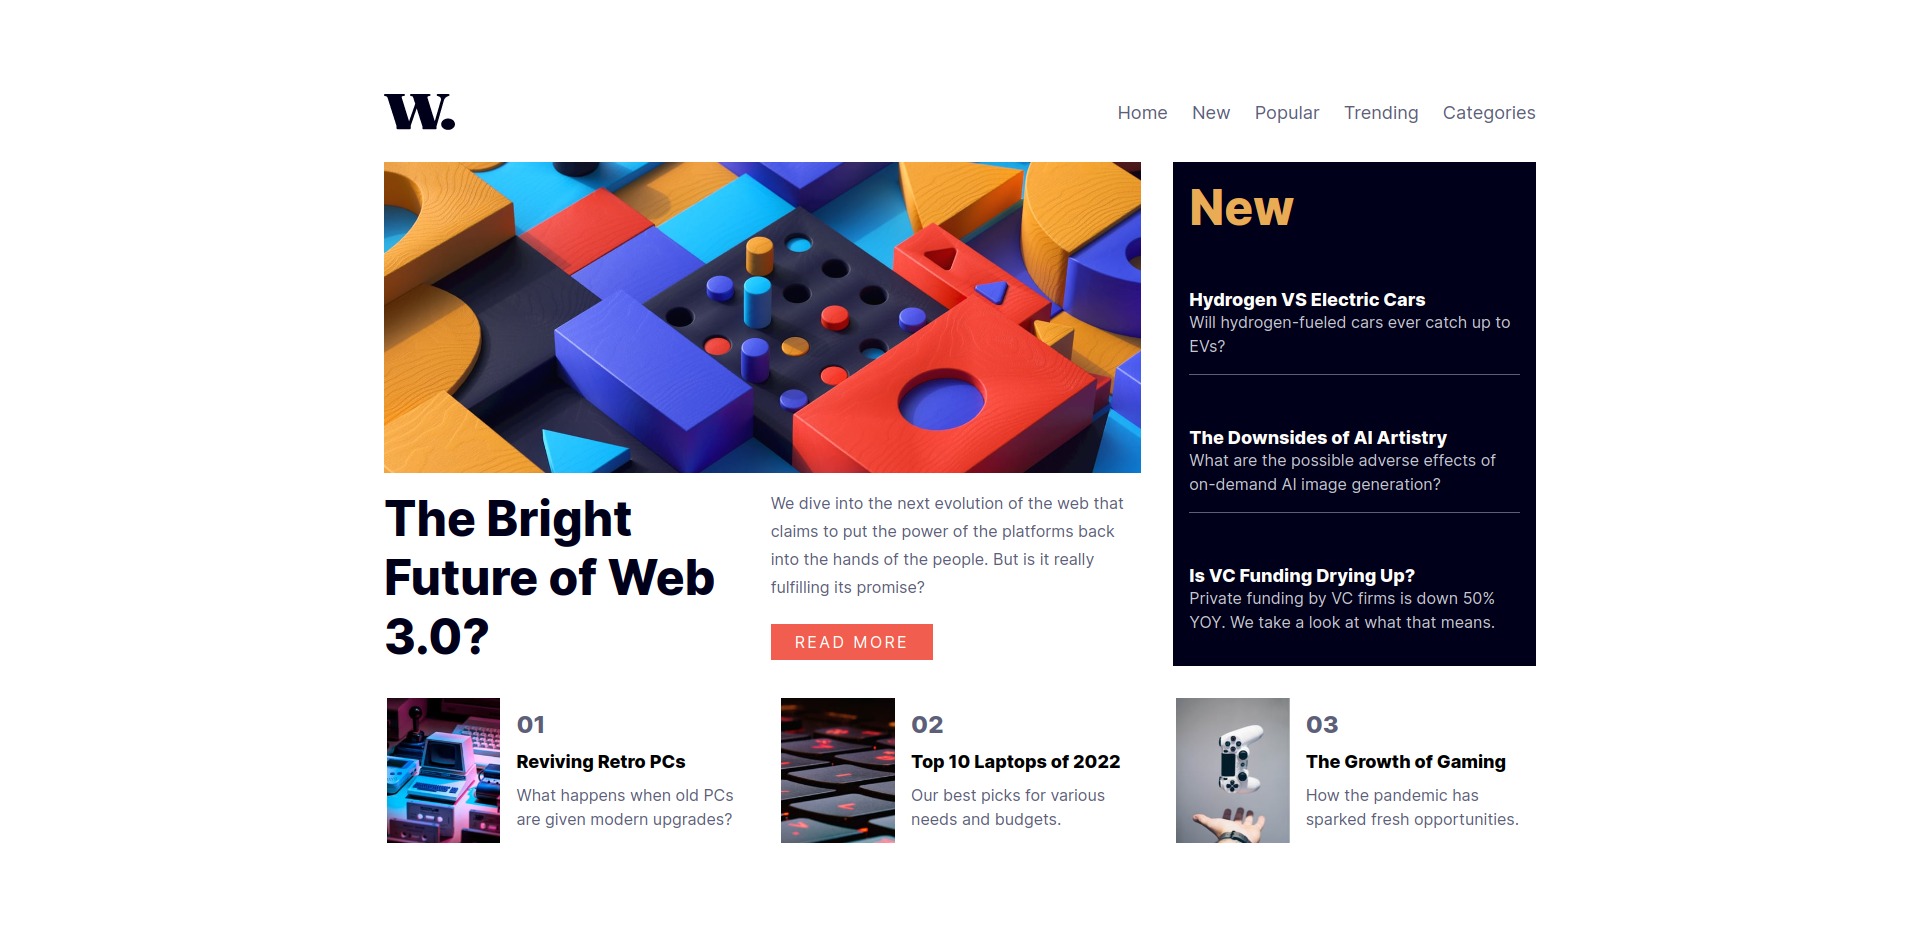 W.
Home New Popular Trending Categories
The Bright
Future of Web
3.0?
We dive into the next evolution of the web that
claims to put the power of the platforms back
into the hands of the people. But is it really
fulfilling its promise?
READ MORE
New
Hydrogen VS Electric Cars
Will hydrogen-fueled cars ever catch up to
EVs?
The Downsides of AI Artistry
What are the possible adverse effects of
on-demand AI image generation?
Is VC Funding Drying Up?
Private funding by VC firms is down 50%
YOY. We take a look at what that means.
01
Reviving Retro PCs
What happens when old PCs
are given modern upgrades?
02
Top 10 Laptops of 2022
Our best picks for various
needs and budgets.
03
The Growth of Gaming
How the pandemic has
sparked fresh opportunities.